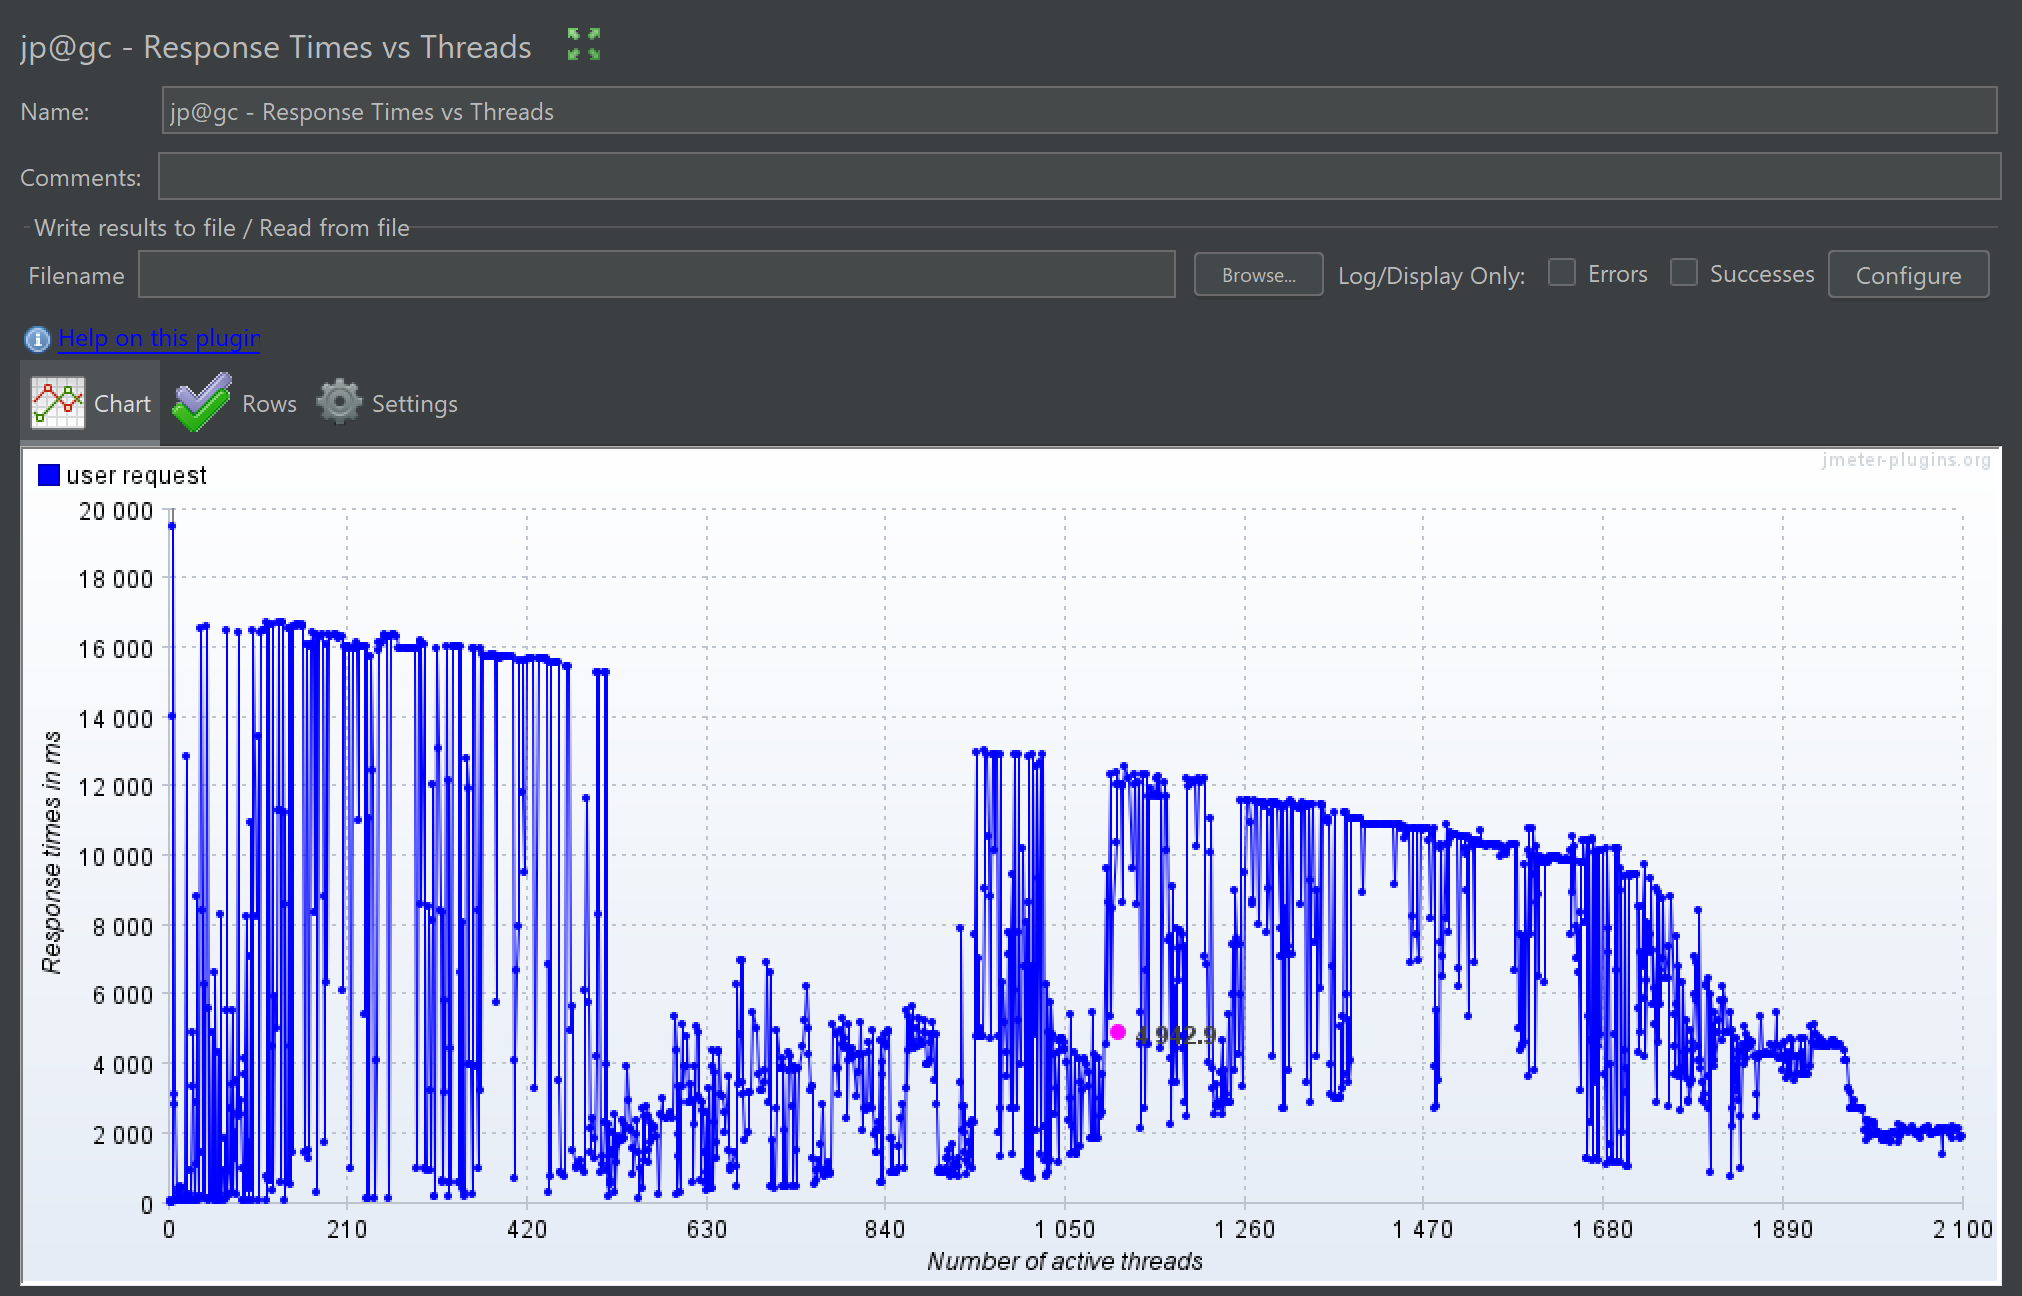 jp@gc - Response Times vs Threads
Name: jp@gc - Response Times vs Threads
Comments:
Write results to file / Read from file
Filename Browse... Log/Display Only: Errors Successes Configure
Help on this plugin
Chart Rows Settings
user request
jmeter-plugins.org
20 000
18 000
16 000
14 000
12 000
10 000
8 000
6 000
4 000
2 000
0
Response times in ms
4 942.9
0 210 420 630 840 1 050 1 260 1 470 1 680 1 890 2 100
Number of active threads